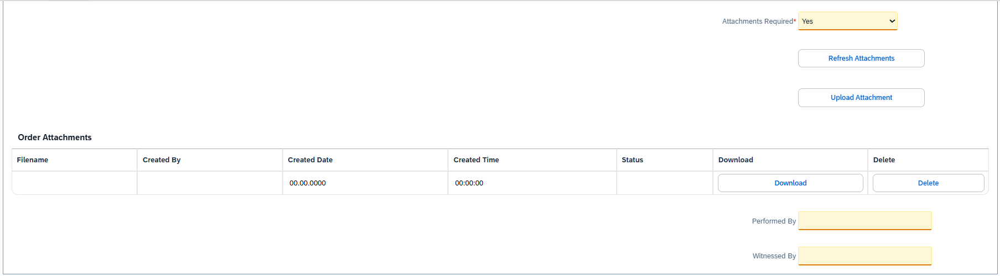 Attachments Required* Yes
Refresh Attachments
Upload Attachment
Order Attachments
Filename Created By Created Date Created Time Status Download Delete
00.00.0000 00:00:00 Download Delete
Performed By
Witnessed By